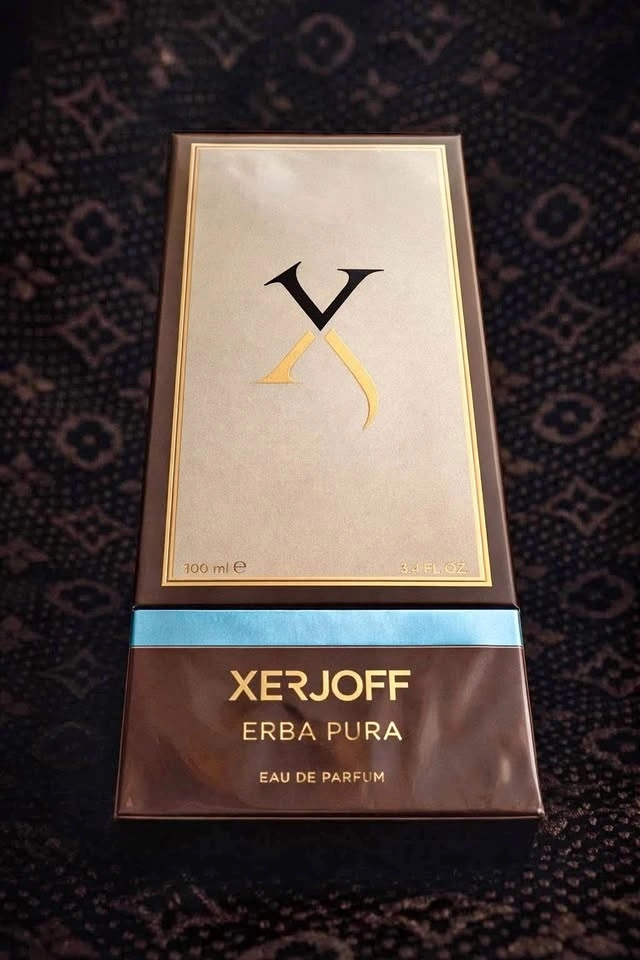 X
100 ml ℮
3.4 FL.OZ.
XERJOFF
ERBA PURA
EAU DE PARFUM